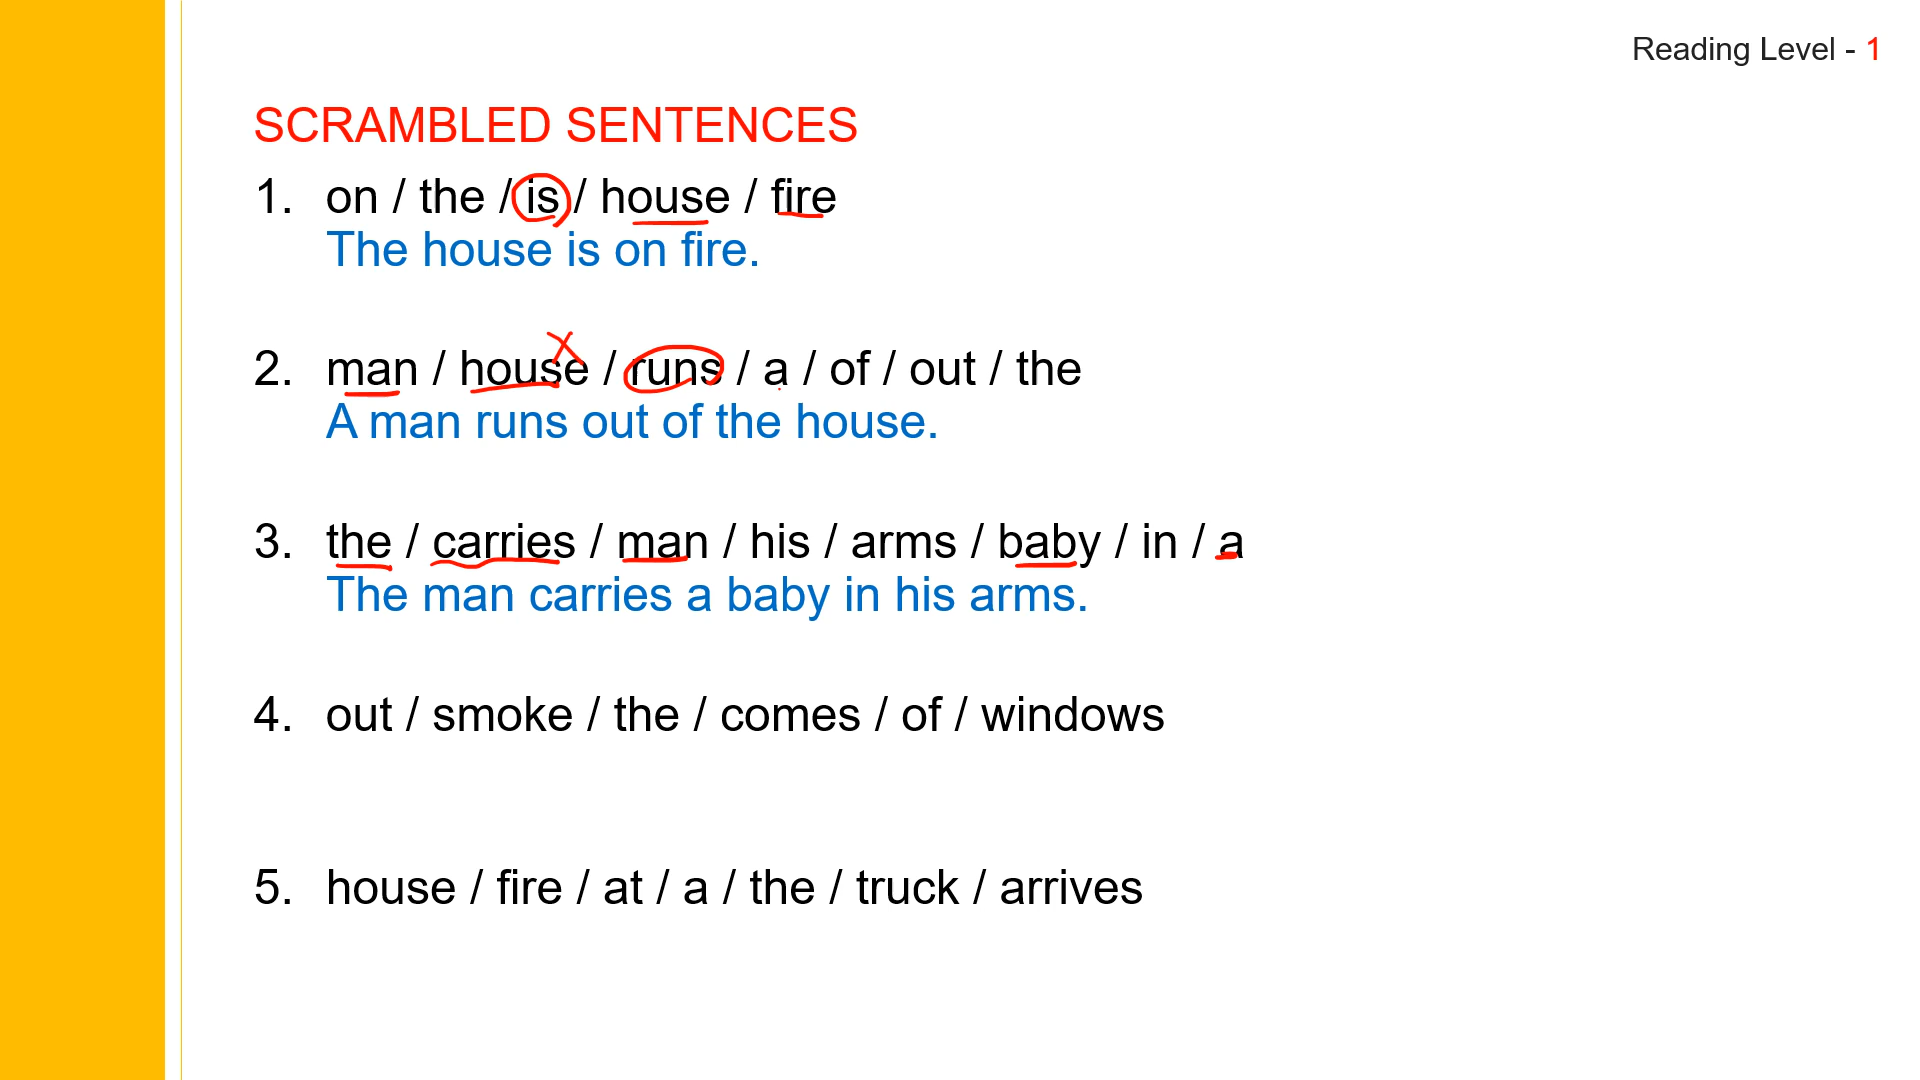 Reading Level - 1
SCRAMBLED SENTENCES
1. on / the / is / house / fire
The house is on fire.
2. man / house / runs / a / of / out / the
A man runs out of the house.
3. the / carries / man / his / arms / baby / in / a
The man carries a baby in his arms.
4. out / smoke / the / comes / of / windows
5. house / fire / at / a / the / truck / arrives